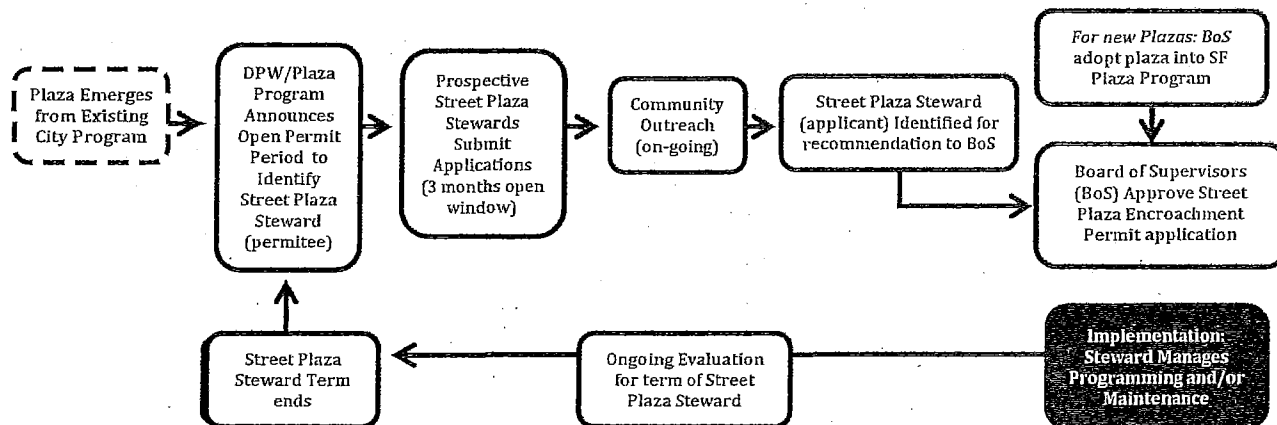 Plaza Emerges
from Existing
City Program
DPW/Plaza
Program
Announces
Open Permit
Period to
Identify
Street Plaza
Steward
(permitee)
Prospective
Street Plaza
Stewards
Submit
Applications
(3 months open
window)
Community
Outreach
(on-going)
Street Plaza Steward
(applicant) Identified for
recommendation to BoS
For new Plazas: BoS
adopt plaza into SF
Plaza Program
Board of Supervisors
(BoS) Approve Street
Plaza Encroachment
Permit application
Implementation:
Steward Manages
Programming and/or
Maintenance
Ongoing Evaluation
for term of Street
Plaza Steward
Street Plaza
Steward Term
ends